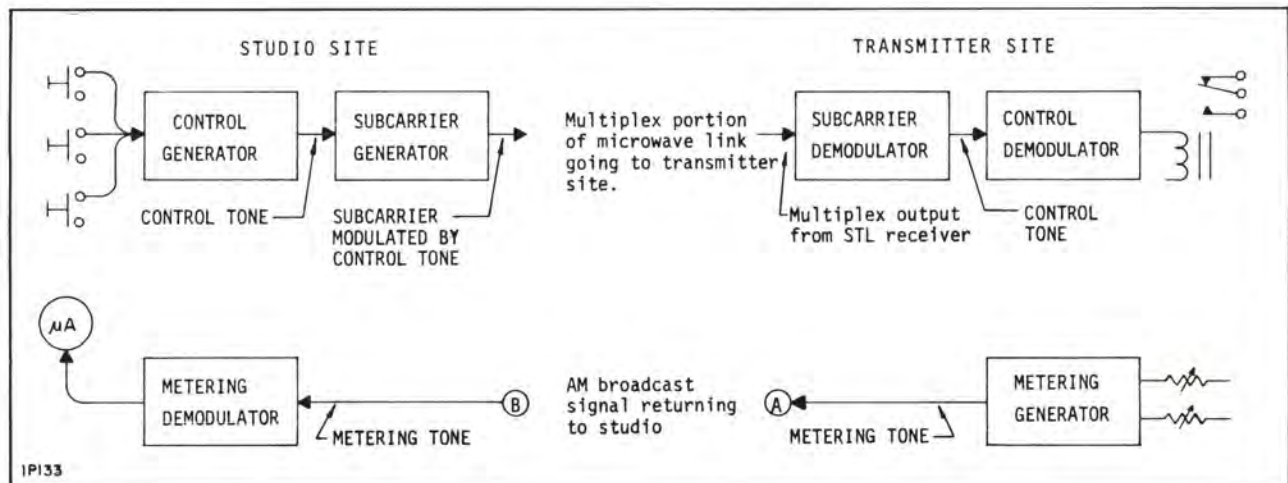 STUDIO SITE
TRANSMITTER SITE
CONTROL
GENERATOR
SUBCARRIER
GENERATOR
Multiplex portion
of microwave link
going to transmitter
site.
SUBCARRIER
DEMODULATOR
CONTROL
DEMODULATOR
CONTROL TONE
SUBCARRIER
MODULATED BY
CONTROL TONE
Multiplex output
from STL receiver
CONTROL
TONE
μA
METERING
DEMODULATOR
METERING TONE
B
AM broadcast
signal returning
to studio
A
METERING TONE
METERING
GENERATOR
1P133